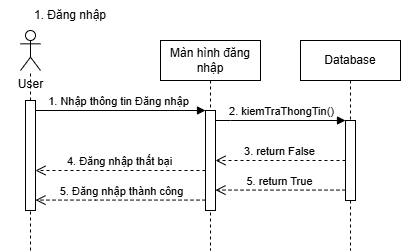 1. Đăng nhập
Màn hình đăng
nhập
Database
User
1. Nhập thông tin Đăng nhập
2. kiemTraThongTin()
3. return False
4. Đăng nhập thất bại
5. return True
5. Đăng nhập thành công